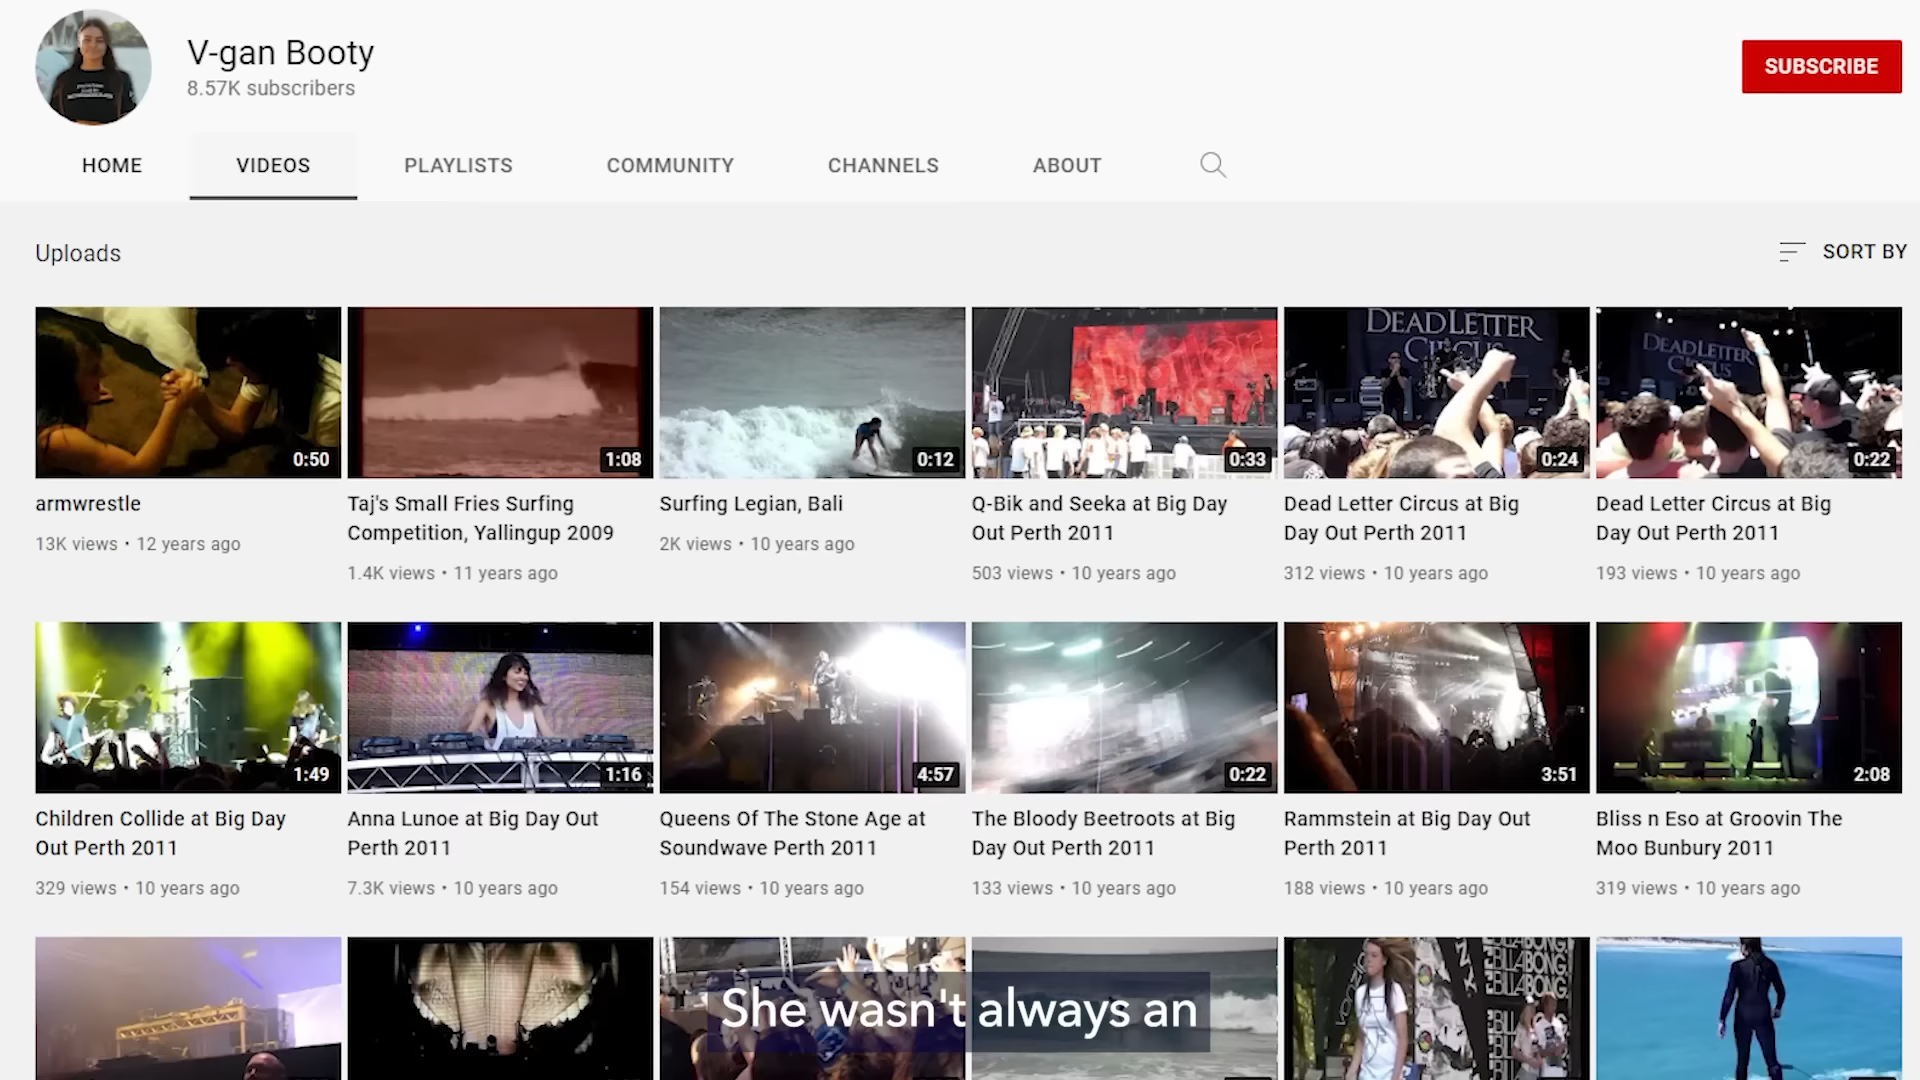 V-gan Booty
8.57K subscribers
SUBSCRIBE
HOME
VIDEOS
PLAYLISTS
COMMUNITY
CHANNELS
ABOUT
Uploads
SORT BY
DEAD LETTER
CIRCUS
DEAD LETTER
CIRCUS
0:50
1:08
0:12
0:33
0:24
0:22
armwrestle
13K views • 12 years ago
Taj's Small Fries Surfing
Competition, Yallingup 2009
1.4K views • 11 years ago
Surfing Legian, Bali
2K views • 10 years ago
Q-Bik and Seeka at Big Day
Out Perth 2011
503 views • 10 years ago
Dead Letter Circus at Big
Day Out Perth 2011
312 views • 10 years ago
Dead Letter Circus at Big
Day Out Perth 2011
193 views • 10 years ago
1:49
1:16
4:57
0:22
3:51
2:08
Children Collide at Big Day
Out Perth 2011
329 views • 10 years ago
Anna Lunoe at Big Day Out
Perth 2011
7.3K views • 10 years ago
Queens Of The Stone Age at
Soundwave Perth 2011
154 views • 10 years ago
The Bloody Beetroots at Big
Day Out Perth 2011
133 views • 10 years ago
Rammstein at Big Day Out
Perth 2011
188 views • 10 years ago
Bliss n Eso at Groovin The
Moo Bunbury 2011
319 views • 10 years ago
BILLABONG
BILLABONG
She wasn't always an